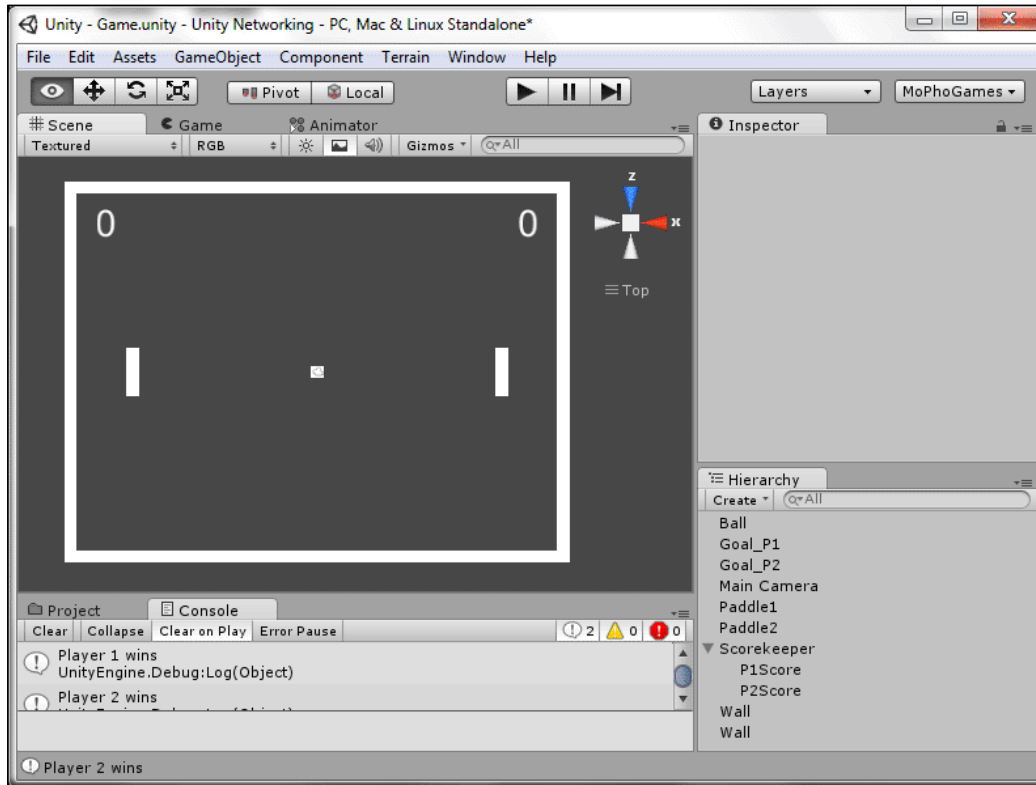 Unity - Game.unity - Unity Networking - PC, Mac & Linux Standalone*
File Edit Assets GameObject Component Terrain Window Help
Pivot Local Layers MoPhoGames
Scene Game Animator Inspector
Textured RGB Gizmos All
z
0 0
x
Top
Hierarchy
Create All
Ball
Goal_P1
Goal_P2
Main Camera
Paddle1
Paddle2
Scorekeeper
P1Score
P2Score
Wall
Wall
Project Console
Clear Collapse Clear on Play Error Pause 2 0 0
Player 1 wins
UnityEngine.Debug:Log(Object)
Player 2 wins
Player 2 wins